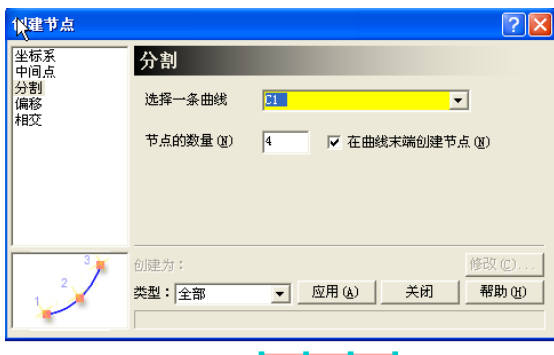 创建节点
坐标系
中间点
分割
偏移
相交
分割
选择一条曲线 C1
节点的数量(N) 4 在曲线末端创建节点(N)
创建为:
修改(C)...
类型: 全部 应用(A) 关闭 帮助(H)
3
2
1